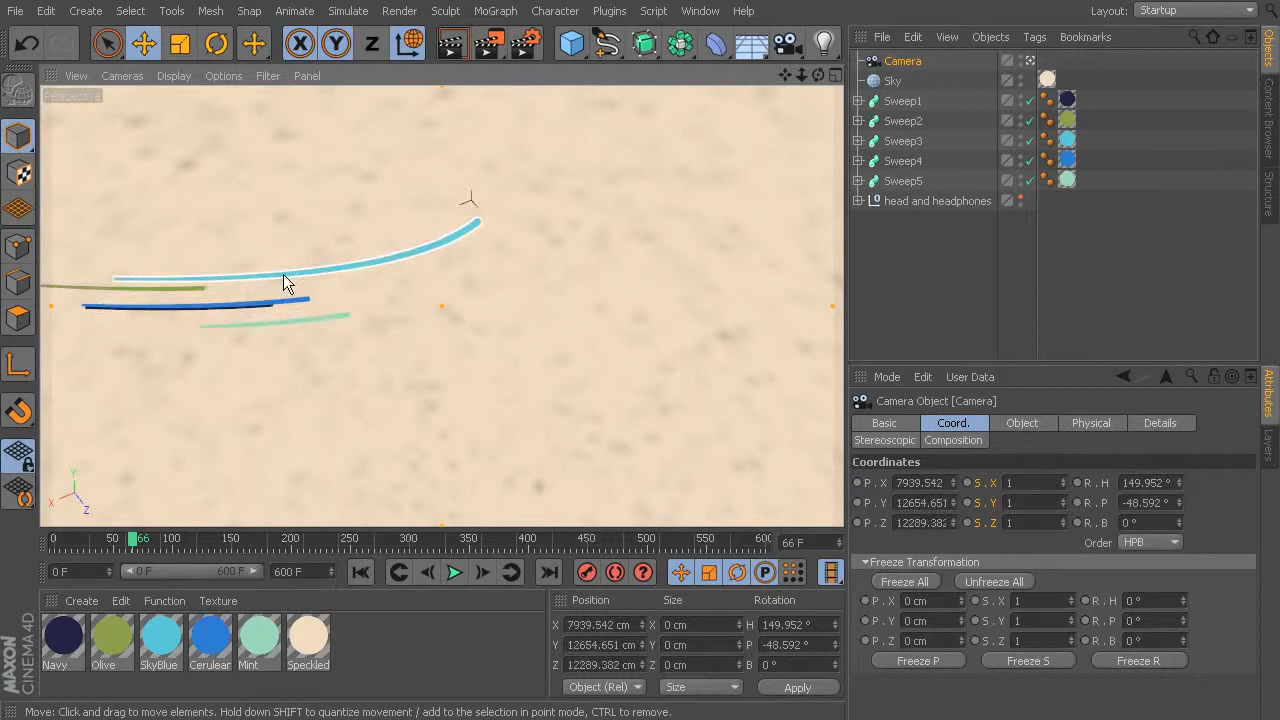 File Edit Create Select Tools Mesh Snap Animate Simulate Render Sculpt MoGraph Character Plugins Script Window Help Layout: Startup
X Y Z
File Edit View Objects Tags Bookmarks
View Cameras Display Options Filter Panel
Perspective
Camera
Sky
Sweep1
Sweep2
Sweep3
Sweep4
Sweep5
head and headphones
Objects
Content Browser
Structure
Mode Edit User Data
Camera Object [Camera]
Basic Coord. Object Physical Details
Stereoscopic Composition
Coordinates
P . X 7939.542 S . X 1 R . H 149.952 °
P . Y 12654.651 S . Y 1 R . P -48.592 °
P . Z 12289.382 S . Z 1 R . B 0 °
Order HPB
Freeze Transformation
Freeze All Unfreeze All
P . X 0 cm S . X 1 R . H 0 °
P . Y 0 cm S . Y 1 R . P 0 °
P . Z 0 cm S . Z 1 R . B 0 °
Freeze P Freeze S Freeze R
Attributes
Layers
Y
X
Z
0 50 66 100 150 200 250 300 350 400 450 500 550 600 66 F
0 F 0 F 600 F 600 F
Create Edit Function Texture
Navy Olive SkyBlue Cerulear Mint Speckled
Position Size Rotation
X 7939.542 cm X 0 cm H 149.952 °
Y 12654.651 cm Y 0 cm P -48.592 °
Z 12289.382 cm Z 0 cm B 0 °
Object (Rel) Size Apply
MAXON
CINEMA 4D
Move: Click and drag to move elements. Hold down SHIFT to quantize movement / add to the selection in point mode, CTRL to remove.